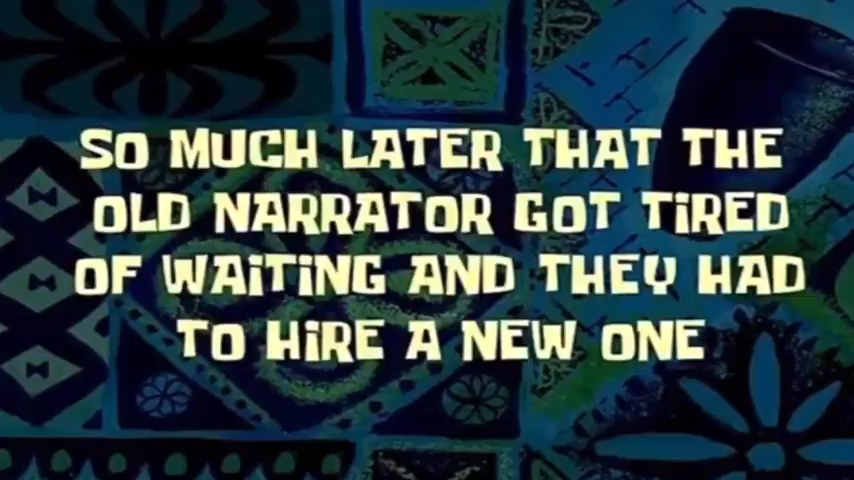 SO MUCH LATER THAT THE
OLD NARRATOR GOT TiRED
OF WAiTiNG AND THEY HAD
TO HiRE A NEW ONE